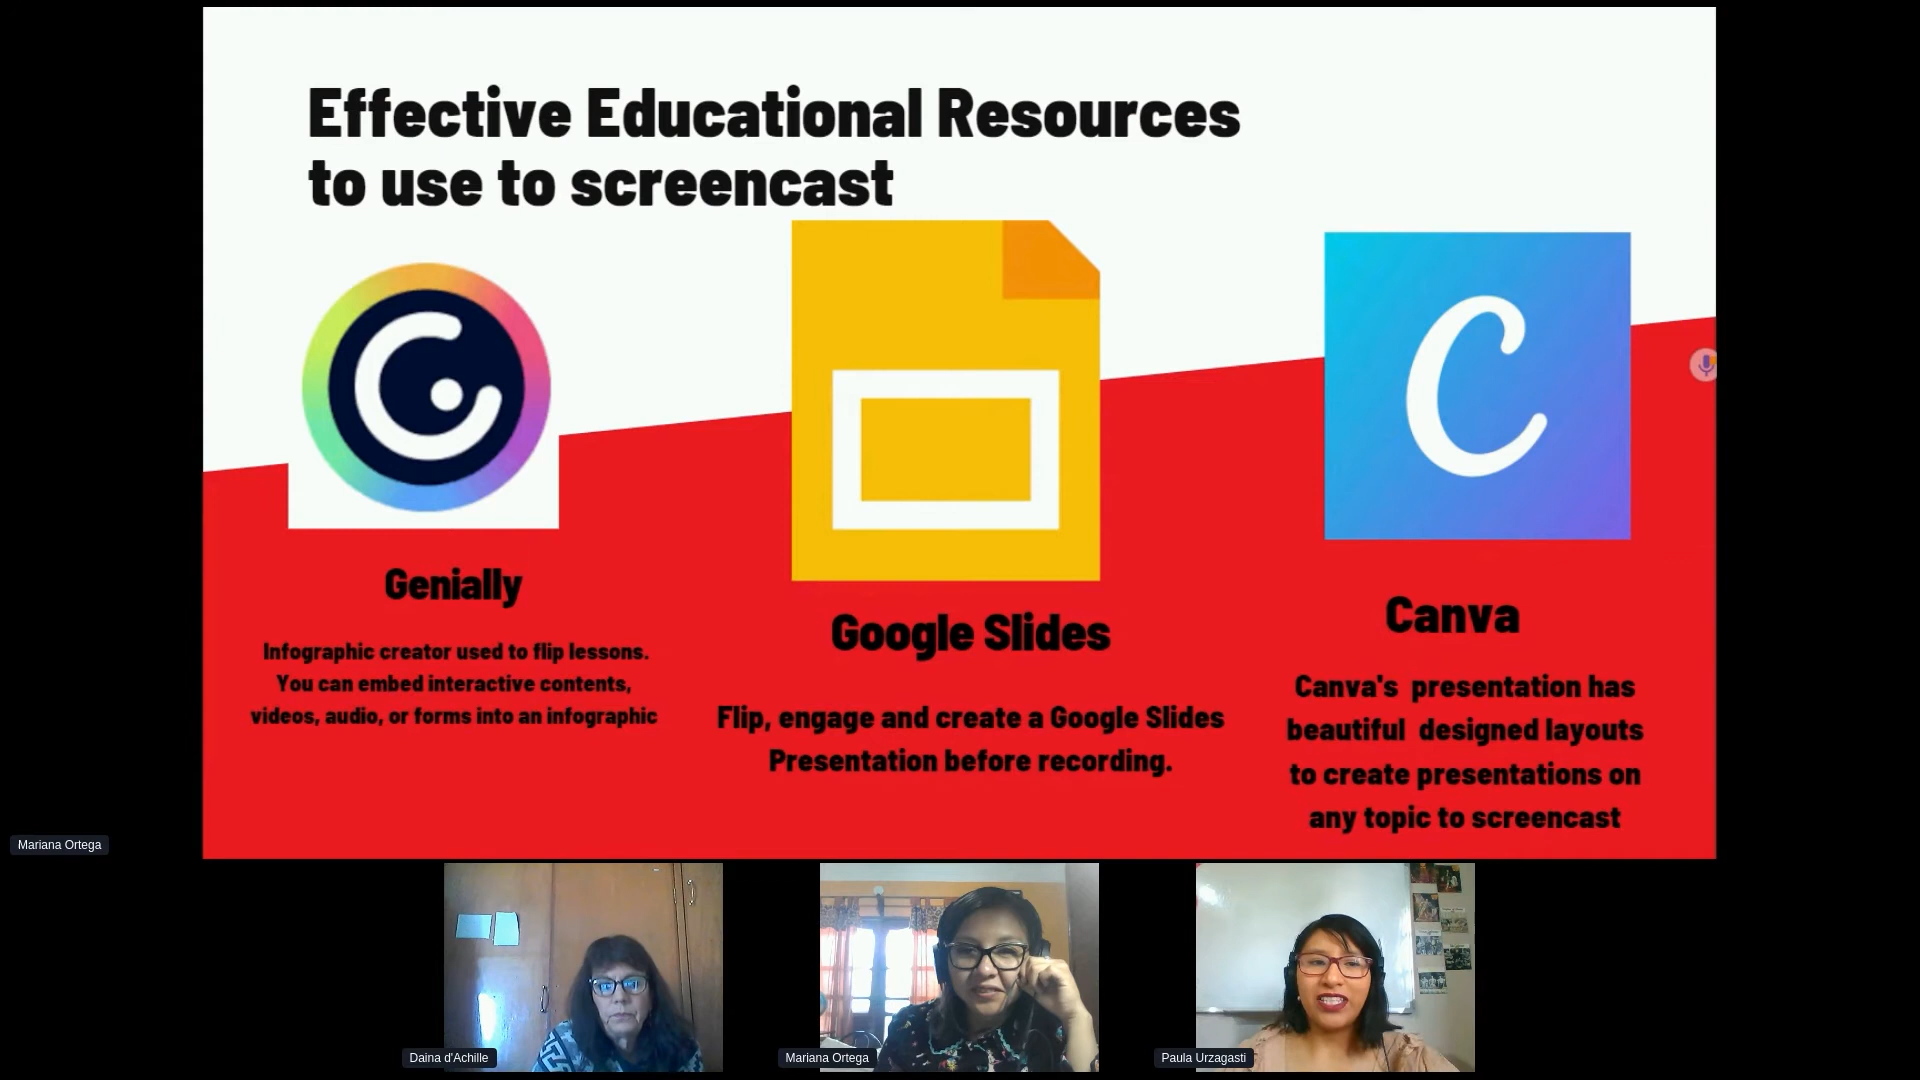 Effective Educational Resources
to use to screencast
Genially
Infographic creator used to flip lessons.
You can embed interactive contents,
videos, audio, or forms into an infographic
Google Slides
Flip, engage and create a Google Slides
Presentation before recording.
C
Canva
Canva's  presentation has
beautiful  designed layouts
to create presentations on
any topic to screencast
Mariana Ortega
Daina d'Achille
Mariana Ortega
Paula Urzagasti